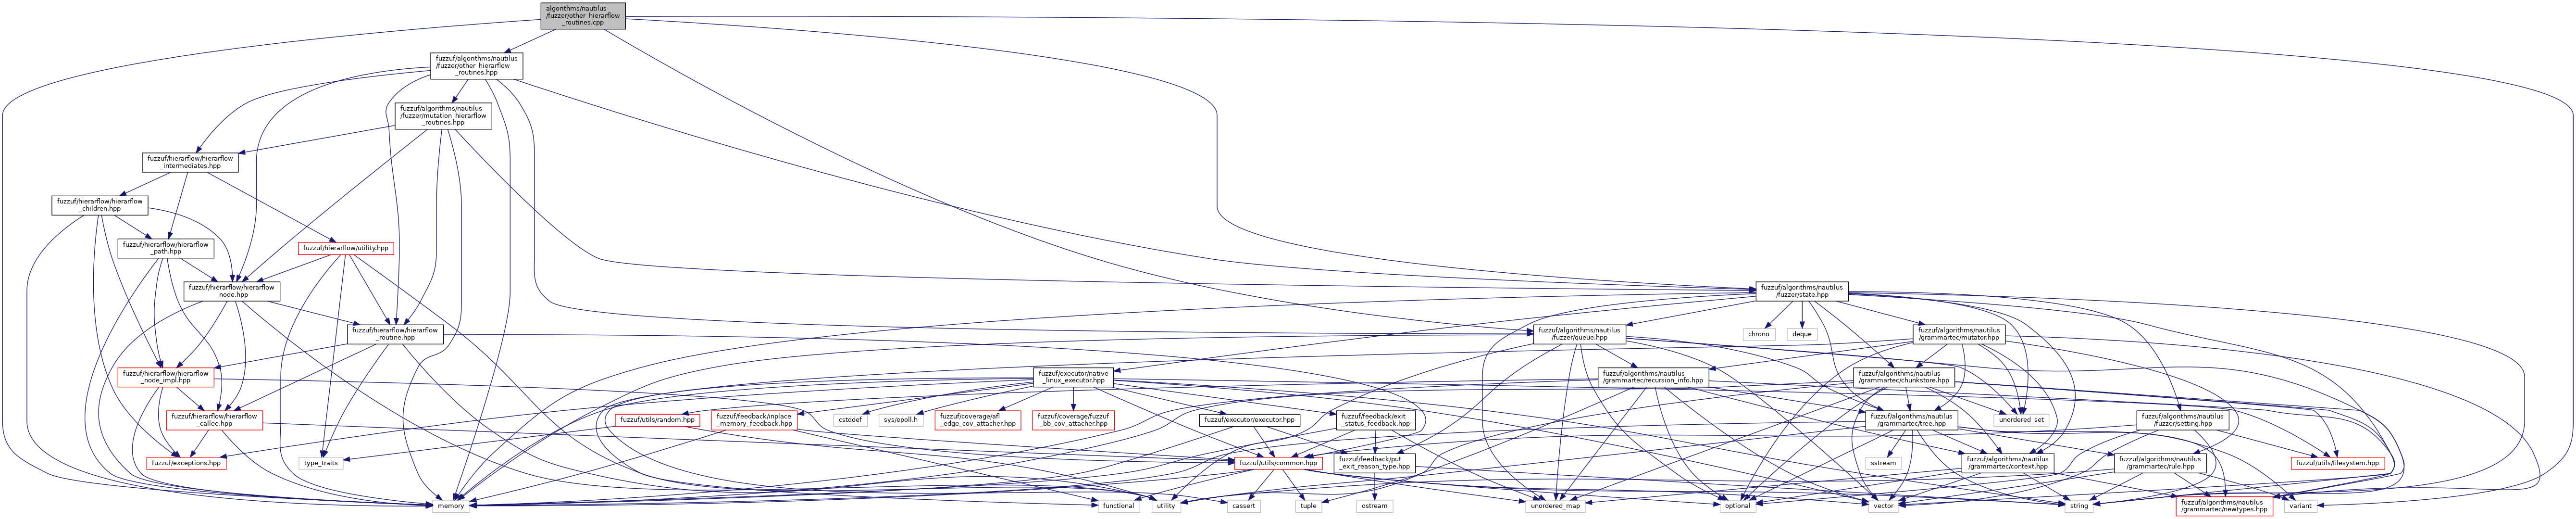 algorithms/nautilus
/fuzzer/other_hierarflow
_routines.cpp
fuzzuf/algorithms/nautilus
/fuzzer/other_hierarflow
_routines.hpp
fuzzuf/algorithms/nautilus
/fuzzer/mutation_hierarflow
_routines.hpp
fuzzuf/hierarflow/hierarflow
_intermediates.hpp
fuzzuf/hierarflow/hierarflow
_children.hpp
fuzzuf/hierarflow/hierarflow
_path.hpp
fuzzuf/hierarflow/utility.hpp
fuzzuf/hierarflow/hierarflow
_node.hpp
fuzzuf/algorithms/nautilus
/fuzzer/state.hpp
fuzzuf/hierarflow/hierarflow
_routine.hpp
fuzzuf/algorithms/nautilus
/fuzzer/queue.hpp
chrono
deque
fuzzuf/algorithms/nautilus
/grammartec/mutator.hpp
fuzzuf/hierarflow/hierarflow
_node_impl.hpp
fuzzuf/executor/native
_linux_executor.hpp
fuzzuf/algorithms/nautilus
/grammartec/recursion_info.hpp
fuzzuf/algorithms/nautilus
/grammartec/chunkstore.hpp
fuzzuf/hierarflow/hierarflow
_callee.hpp
fuzzuf/utils/random.hpp
fuzzuf/feedback/inplace
_memory_feedback.hpp
cstddef
sys/epoll.h
fuzzuf/coverage/afl
_edge_cov_attacher.hpp
fuzzuf/coverage/fuzzuf
_bb_cov_attacher.hpp
fuzzuf/executor/executor.hpp
fuzzuf/feedback/exit
_status_feedback.hpp
fuzzuf/algorithms/nautilus
/grammartec/tree.hpp
unordered_set
fuzzuf/algorithms/nautilus
/fuzzer/setting.hpp
fuzzuf/exceptions.hpp
type_traits
fuzzuf/utils/common.hpp
fuzzuf/feedback/put
_exit_reason_type.hpp
sstream
fuzzuf/algorithms/nautilus
/grammartec/context.hpp
fuzzuf/algorithms/nautilus
/grammartec/rule.hpp
fuzzuf/utils/filesystem.hpp
memory
functional
utility
cassert
tuple
ostream
unordered_map
optional
vector
string
fuzzuf/algorithms/nautilus
/grammartec/newtypes.hpp
variant